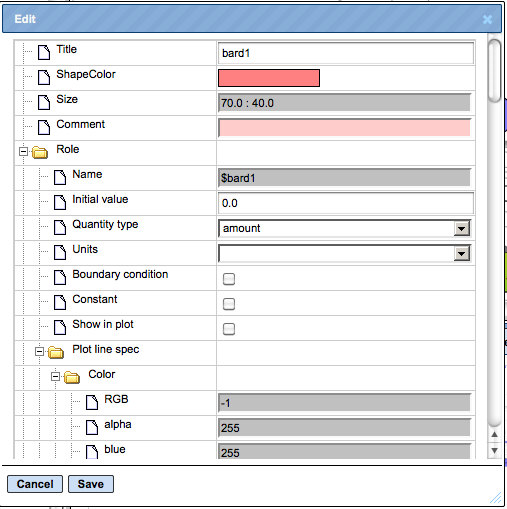 Edit
Title bard1
ShapeColor
Size 70.0 : 40.0
Comment
Role
Name $bard1
Initial value 0.0
Quantity type amount
Units
Boundary condition
Constant
Show in plot
Plot line spec
Color
RGB -1
alpha 255
blue 255
Cancel Save